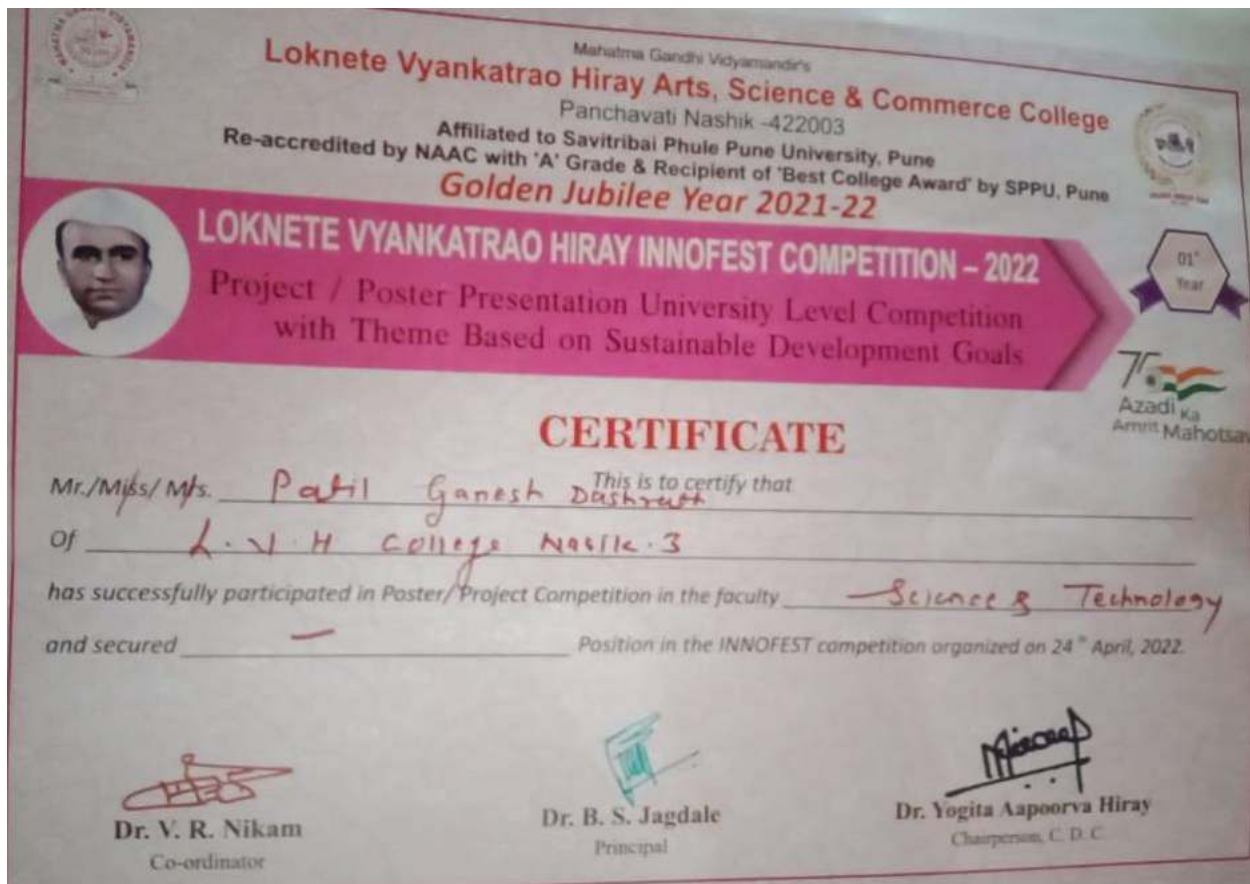 Mahatma Gandhi Vidyamandir's
Loknete Vyankatrao Hiray Arts, Science & Commerce College
Panchavati Nashik -422003
Affiliated to Savitribai Phule Pune University, Pune
Re-accredited by NAAC with 'A' Grade & Recipient of 'Best College Award' by SPPU, Pune
Golden Jubilee Year 2021-22
LOKNETE VYANKATRAO HIRAY INNOFEST COMPETITION – 2022
Project / Poster Presentation University Level Competition
with Theme Based on Sustainable Development Goals
01st
Year
75
Azadi Ka
Amrit Mahotsav
CERTIFICATE
This is to certify that
Mr./Miss/ M/s. Patil Ganesh Dashrath
Of L.V.H College Nasik.3
has successfully participated in Poster/Project Competition in the faculty Science & Technology
and secured — Position in the INNOFEST competition organized on 24th April, 2022.
Dr. V. R. Nikam
Co-ordinator
Dr. B. S. Jagdale
Principal
Dr. Yogita Aapoorva Hiray
Chairperson, C. D. C.